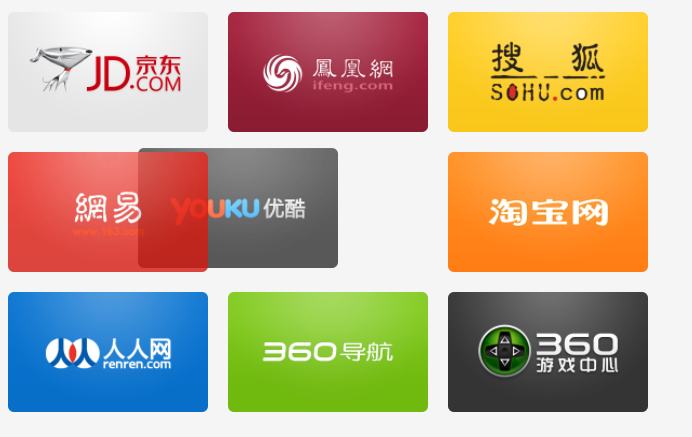 JD.京东
.COM
鳳凰網
ifeng.com
搜狐
SOHU.com
網易
www.163.com
YOUKU优酷
淘宝网
人人网
renren.com
360导航
360
游戏中心